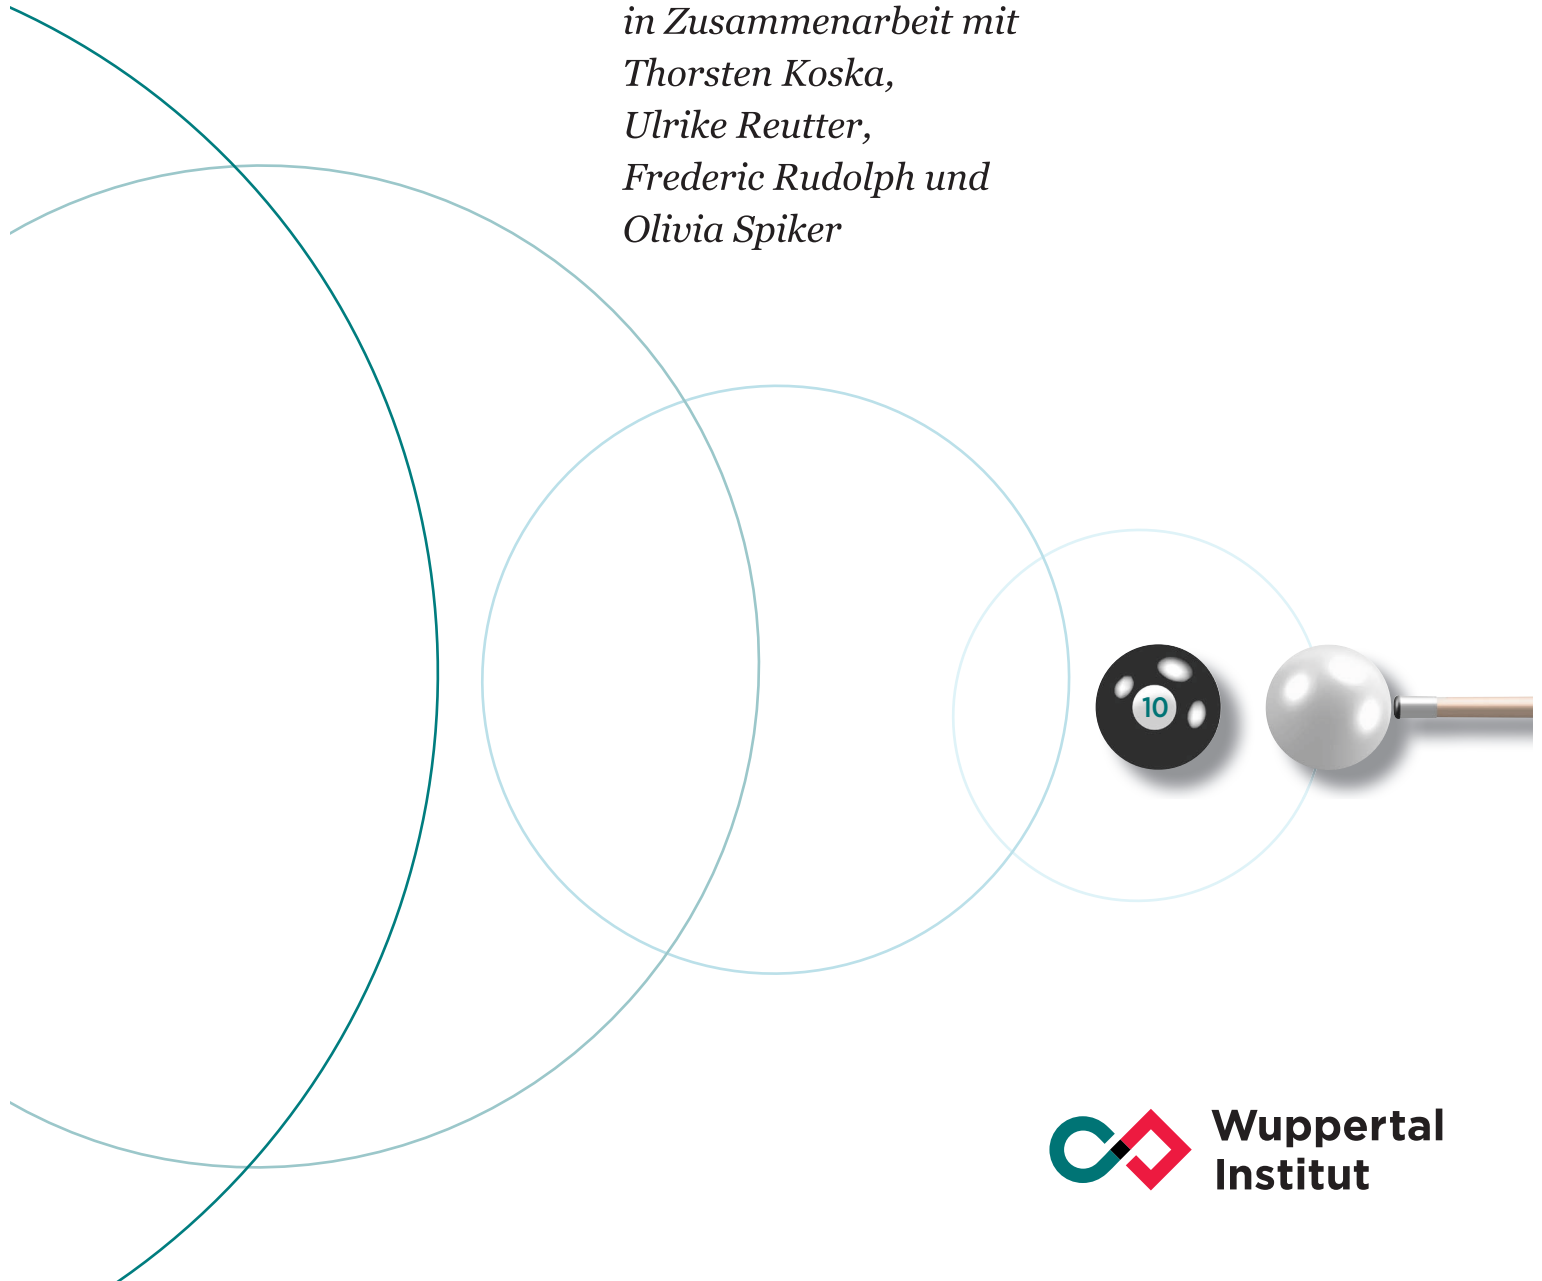 in Zusammenarbeit mit
Thorsten Koska,
Ulrike Reutter,
Frederic Rudolph und
Olivia Spiker
10
Wuppertal
Institut